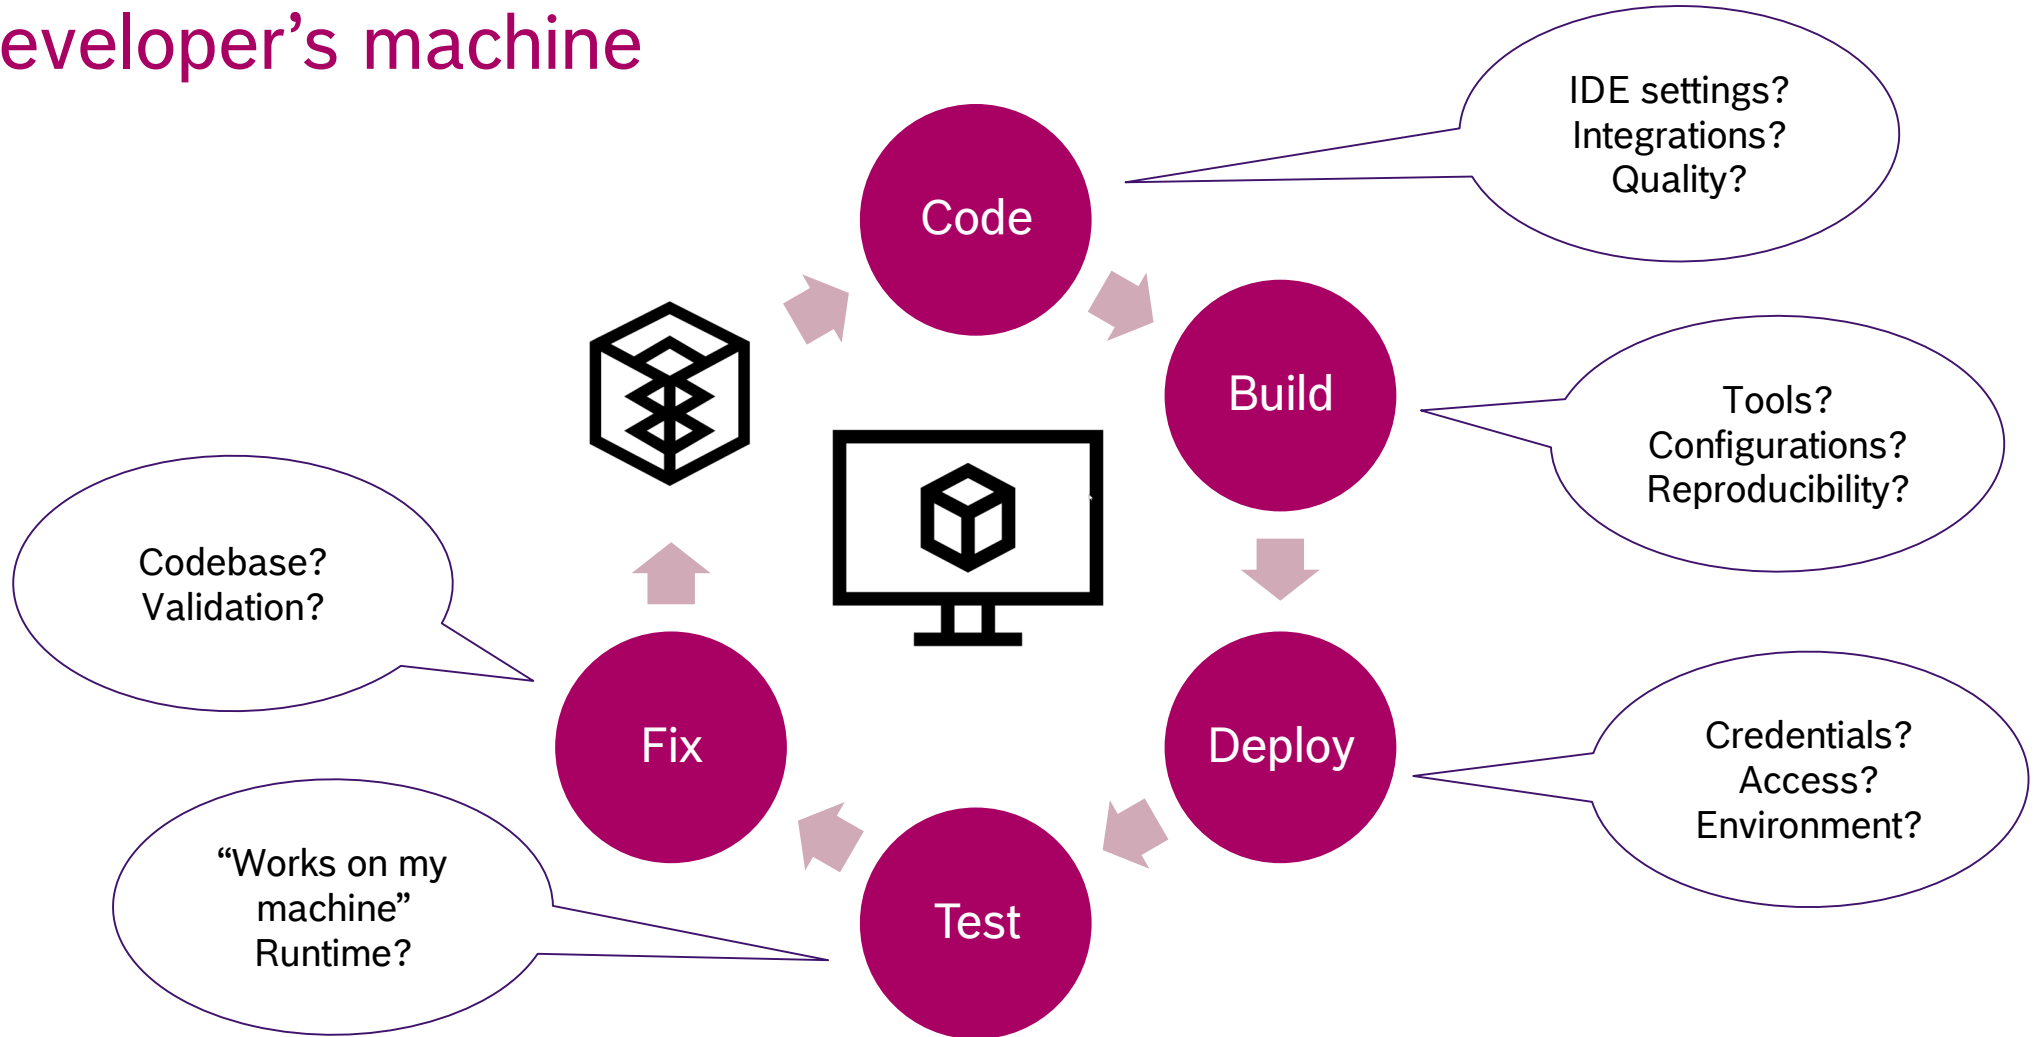 eveloper’s machine
IDE settings?
Integrations?
Quality?
Code
Build
Tools?
Configurations?
Reproducibility?
Codebase?
Validation?
Fix
Deploy
Credentials?
Access?
Environment?
“Works on my
machine”
Runtime?
Test